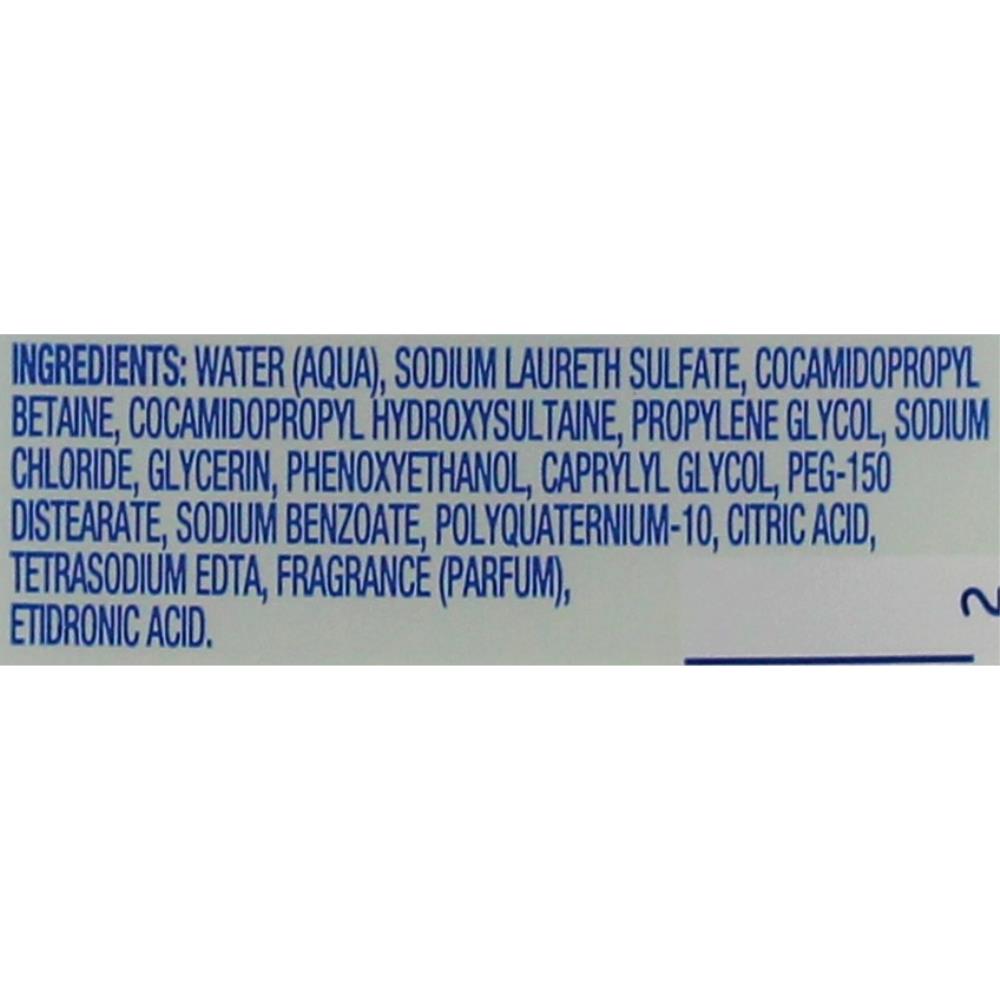 INGREDIENTS: WATER (AQUA), SODIUM LAURETH SULFATE, COCAMIDOPROPYL
BETAINE, COCAMIDOPROPYL HYDROXYSULTAINE, PROPYLENE GLYCOL, SODIUM
CHLORIDE, GLYCERIN, PHENOXYETHANOL, CAPRYLYL GLYCOL, PEG-150
DISTEARATE, SODIUM BENZOATE, POLYQUATERNIUM-10, CITRIC ACID,
TETRASODIUM EDTA, FRAGRANCE (PARFUM),
ETIDRONIC ACID.